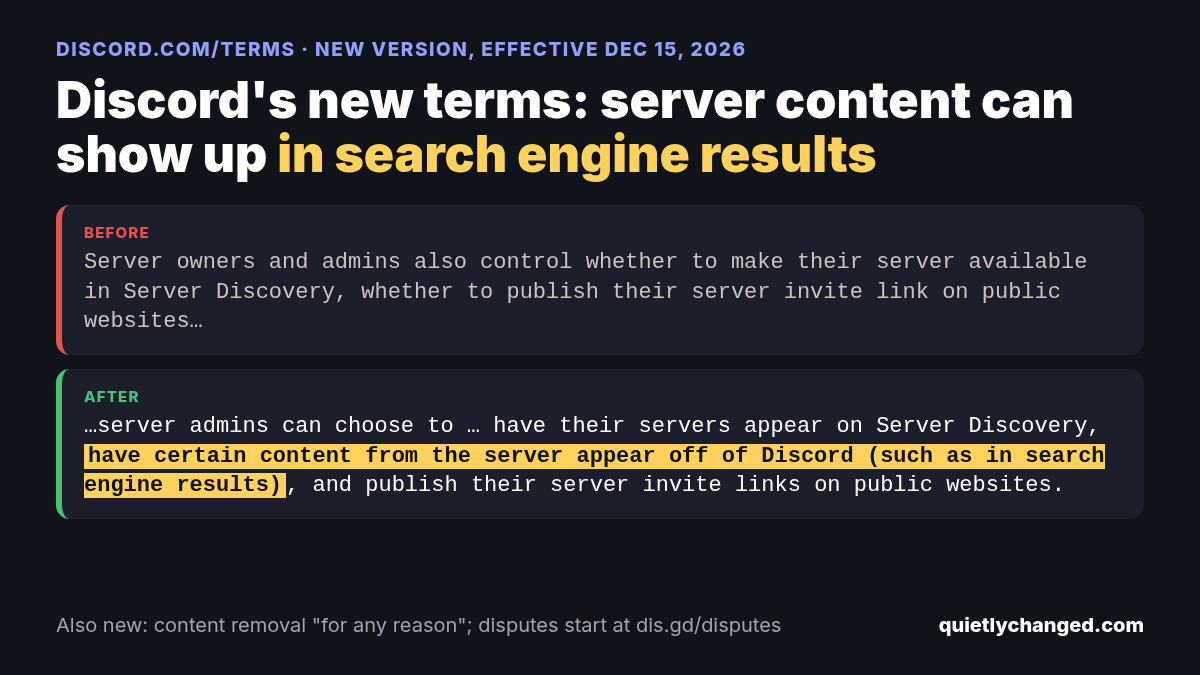 DISCORD.COM/TERMS · NEW VERSION, EFFECTIVE DEC 15, 2026
Discord's new terms: server content can
show up in search engine results
BEFORE
Server owners and admins also control whether to make their server available
in Server Discovery, whether to publish their server invite link on public
websites…
AFTER
…server admins can choose to … have their servers appear on Server Discovery,
have certain content from the server appear off of Discord (such as in search
engine results), and publish their server invite links on public websites.
Also new: content removal "for any reason"; disputes start at dis.gd/disputes
quietlychanged.com